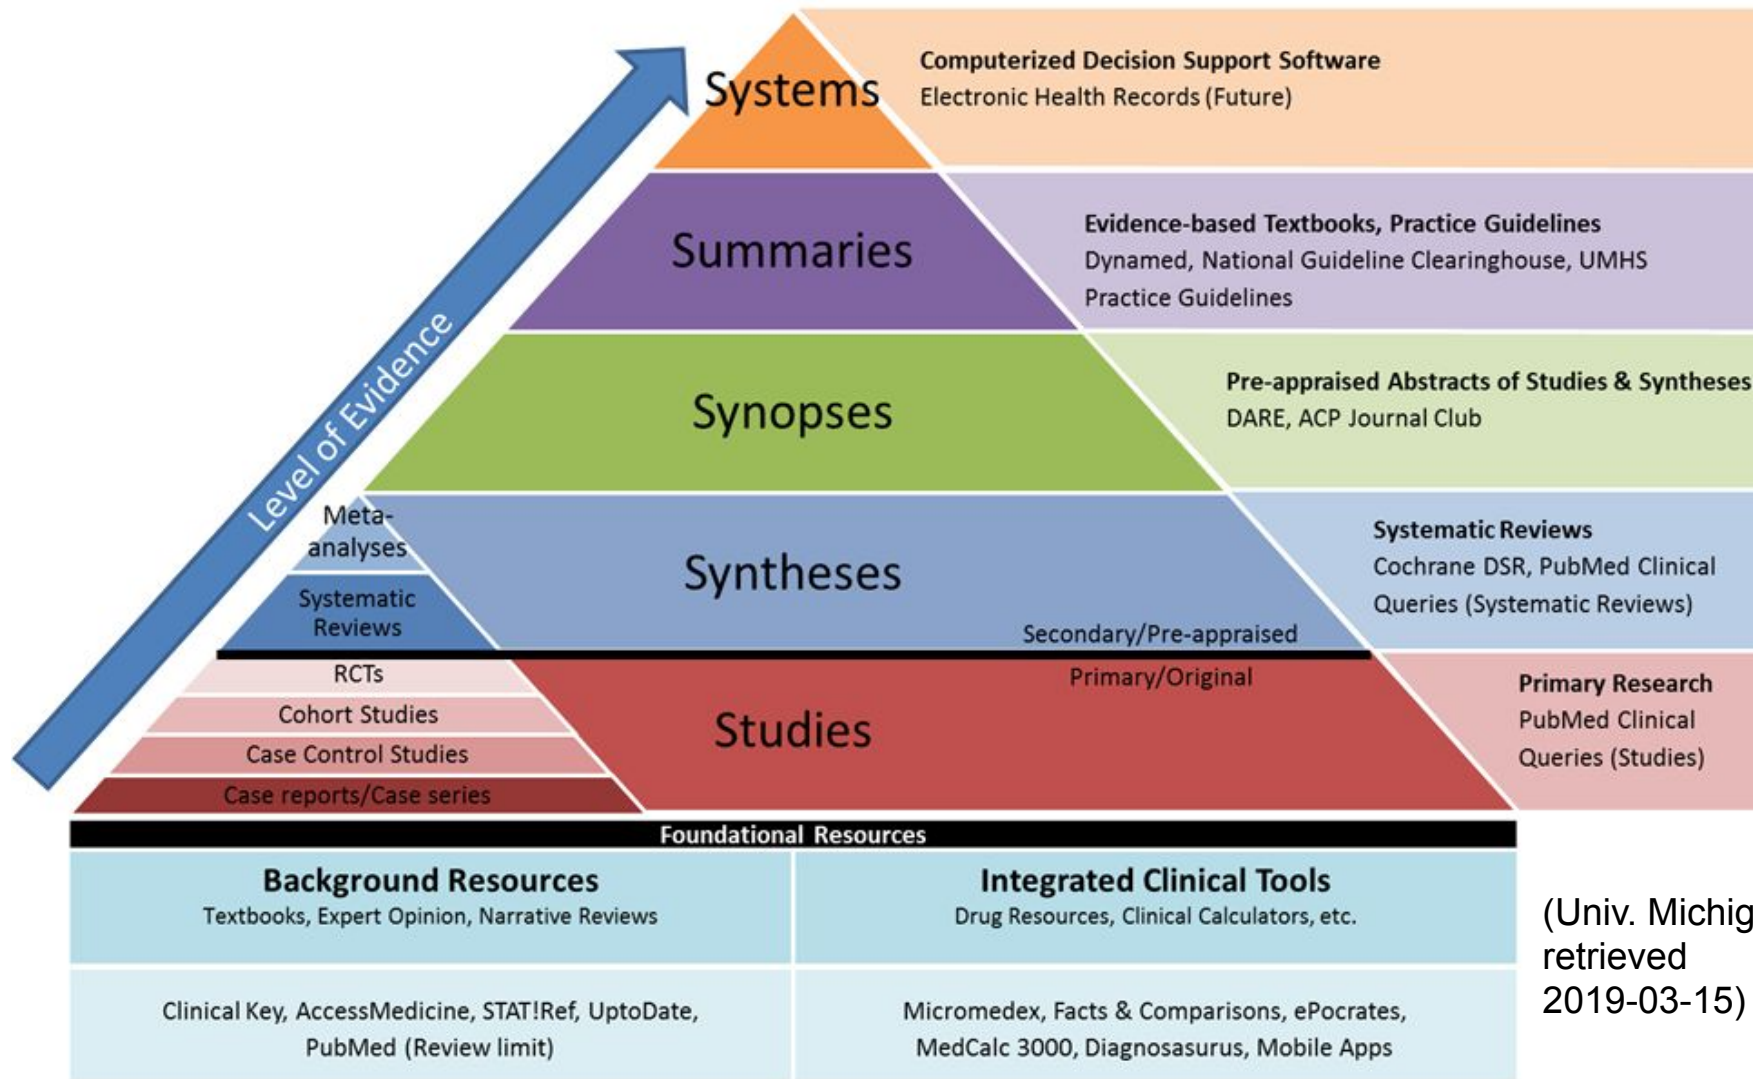 Systems
Computerized Decision Support Software
Electronic Health Records (Future)
Summaries
Evidence-based Textbooks, Practice Guidelines
Dynamed, National Guideline Clearinghouse, UMHS
Practice Guidelines
Level of Evidence
Synopses
Pre-appraised Abstracts of Studies & Syntheses
DARE, ACP Journal Club
Meta-
analyses
Systematic
Reviews
Syntheses
Secondary/Pre-appraised
Systematic Reviews
Cochrane DSR, PubMed Clinical
Queries (Systematic Reviews)
RCTs
Cohort Studies
Case Control Studies
Case reports/Case series
Studies
Primary/Original
Primary Research
PubMed Clinical
Queries (Studies)
Foundational Resources
Background Resources
Textbooks, Expert Opinion, Narrative Reviews
Integrated Clinical Tools
Drug Resources, Clinical Calculators, etc.
Clinical Key, AccessMedicine, STAT!Ref, UptoDate,
PubMed (Review limit)
Micromedex, Facts & Comparisons, ePocrates,
MedCalc 3000, Diagnosaurus, Mobile Apps
(Univ. Michig
retrieved
2019-03-15)